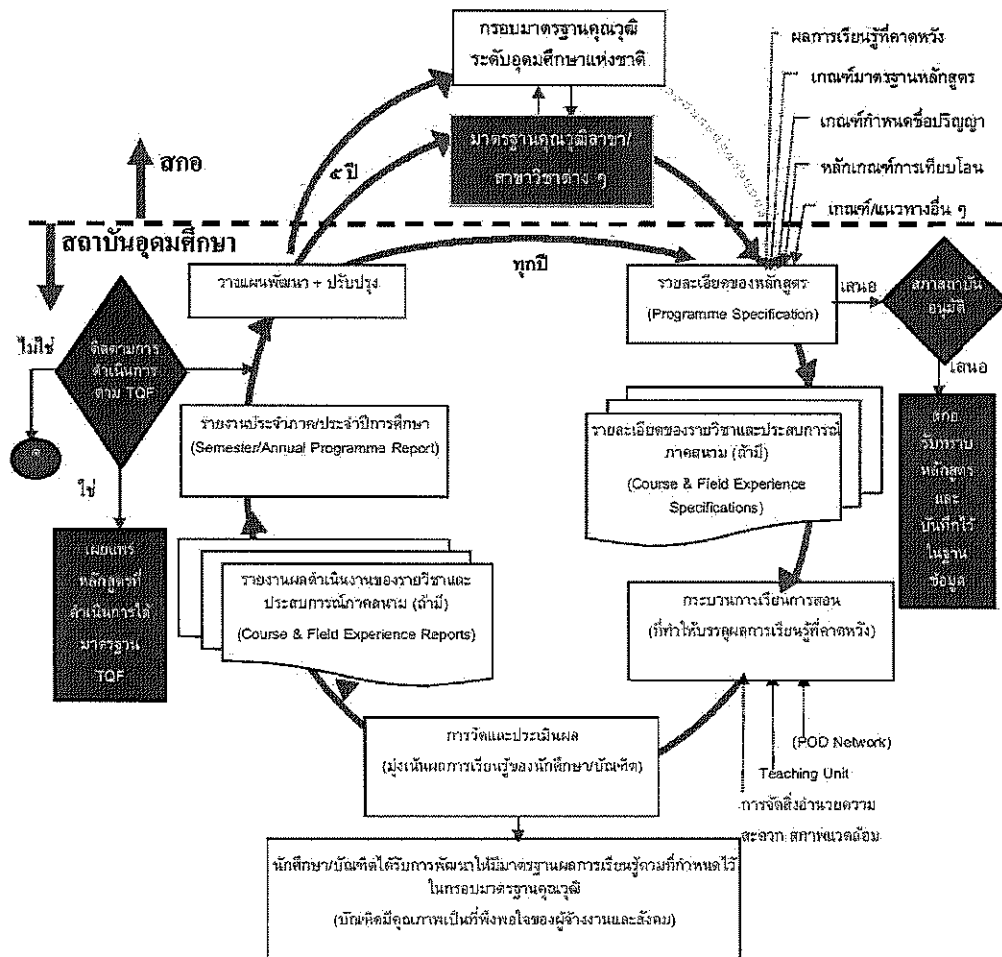 กรอบมาตรฐานคุณวุฒิ
ระดับอุดมศึกษาแห่งชาติ
ผลการเรียนรู้ที่คาดหวัง
เกณฑ์มาตรฐานหลักสูตร
เกณฑ์กำหนดชื่อปริญญา
หลักเกณฑ์การเทียบโอน
เกณฑ์/แนวทางอื่น ๆ
มาตรฐานคุณวุฒิสาขา/
สาขาวิชาต่าง ๆ
๕ ปี
สกอ
สถาบันอุดมศึกษา
วางแผนพัฒนา + ปรับปรุง
ทุกปี
รายละเอียดของหลักสูตร
(Programme Specification)
เสนอ
สภาสถาบัน
อนุมัติ
เสนอ
ไม่ใช่
ติดตามการ
ดำเนินการ
ตาม TQF
ใช่
รายงานประจำภาค/ประจำปีการศึกษา
(Semester/Annual Programme Report)
รายละเอียดของรายวิชาและประสบการณ์
ภาคสนาม (ถ้ามี)
(Course & Field Experience
Specifications)
สกอ
รับทราบ
หลักสูตร
และ
บันทึกไว้
ในฐาน
ข้อมูล
เผยแพร่
หลักสูตรที่
ดำเนินการได้
มาตรฐาน
TQF
รายงานผลดำเนินงานของรายวิชาและ
ประสบการณ์ภาคสนาม (ถ้ามี)
(Course & Field Experience Reports)
กระบวนการเรียนการสอน
(ที่ทำให้บรรลุผลการเรียนรู้ที่คาดหวัง)
การวัดและประเมินผล
(มุ่งเน้นผลการเรียนรู้ของนักศึกษา/บัณฑิต)
(POD Network)
Teaching Unit
การจัดสิ่งอำนวยความ
สะดวก สภาพแวดล้อม
นักศึกษา/บัณฑิตได้รับการพัฒนาให้มีมาตรฐานผลการเรียนรู้ตามที่กำหนดไว้
ในกรอบมาตรฐานคุณวุฒิ
(บัณฑิตมีคุณภาพเป็นที่พึงพอใจของผู้จ้างงานและสังคม)